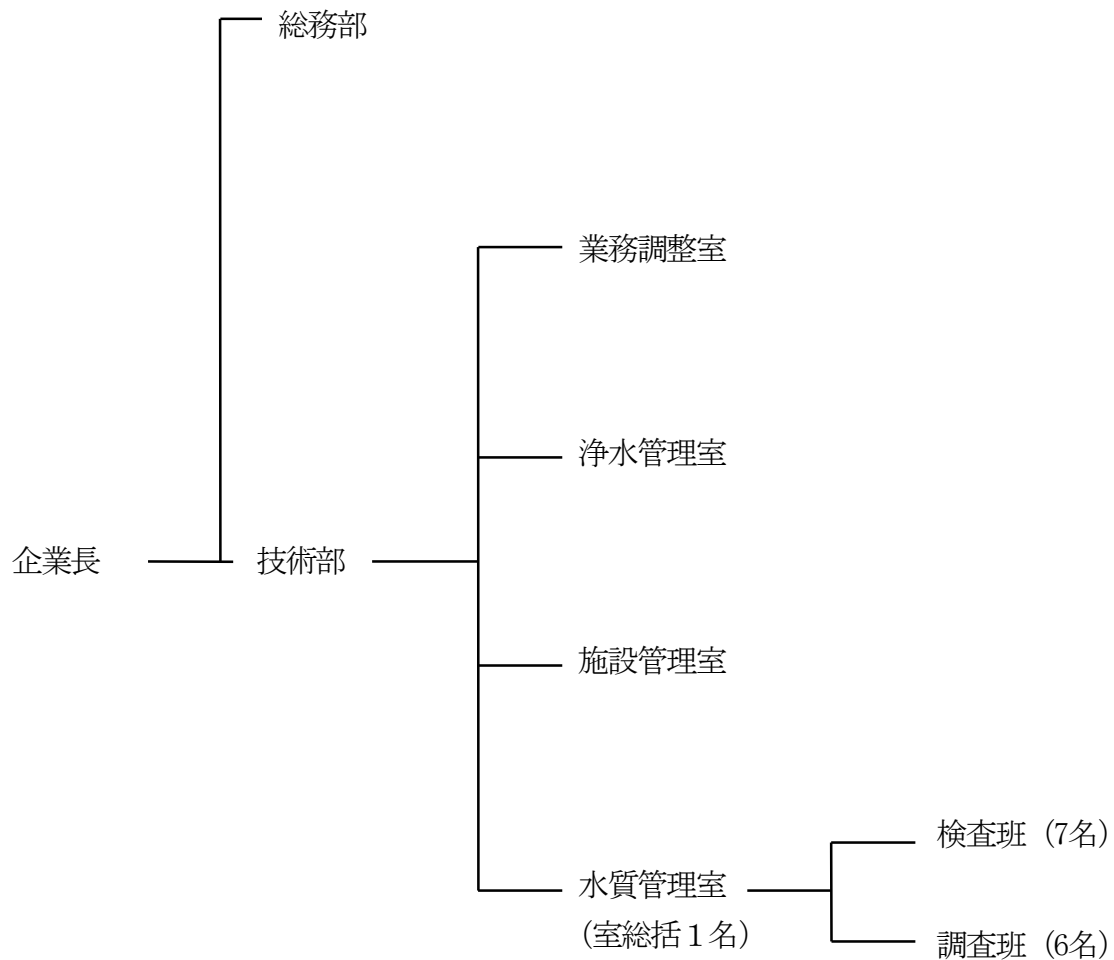 総務部
業務調整室
浄水管理室
企業長
技術部
施設管理室
検査班（7名）
水質管理室
（室総括１名）
調査班（6名）